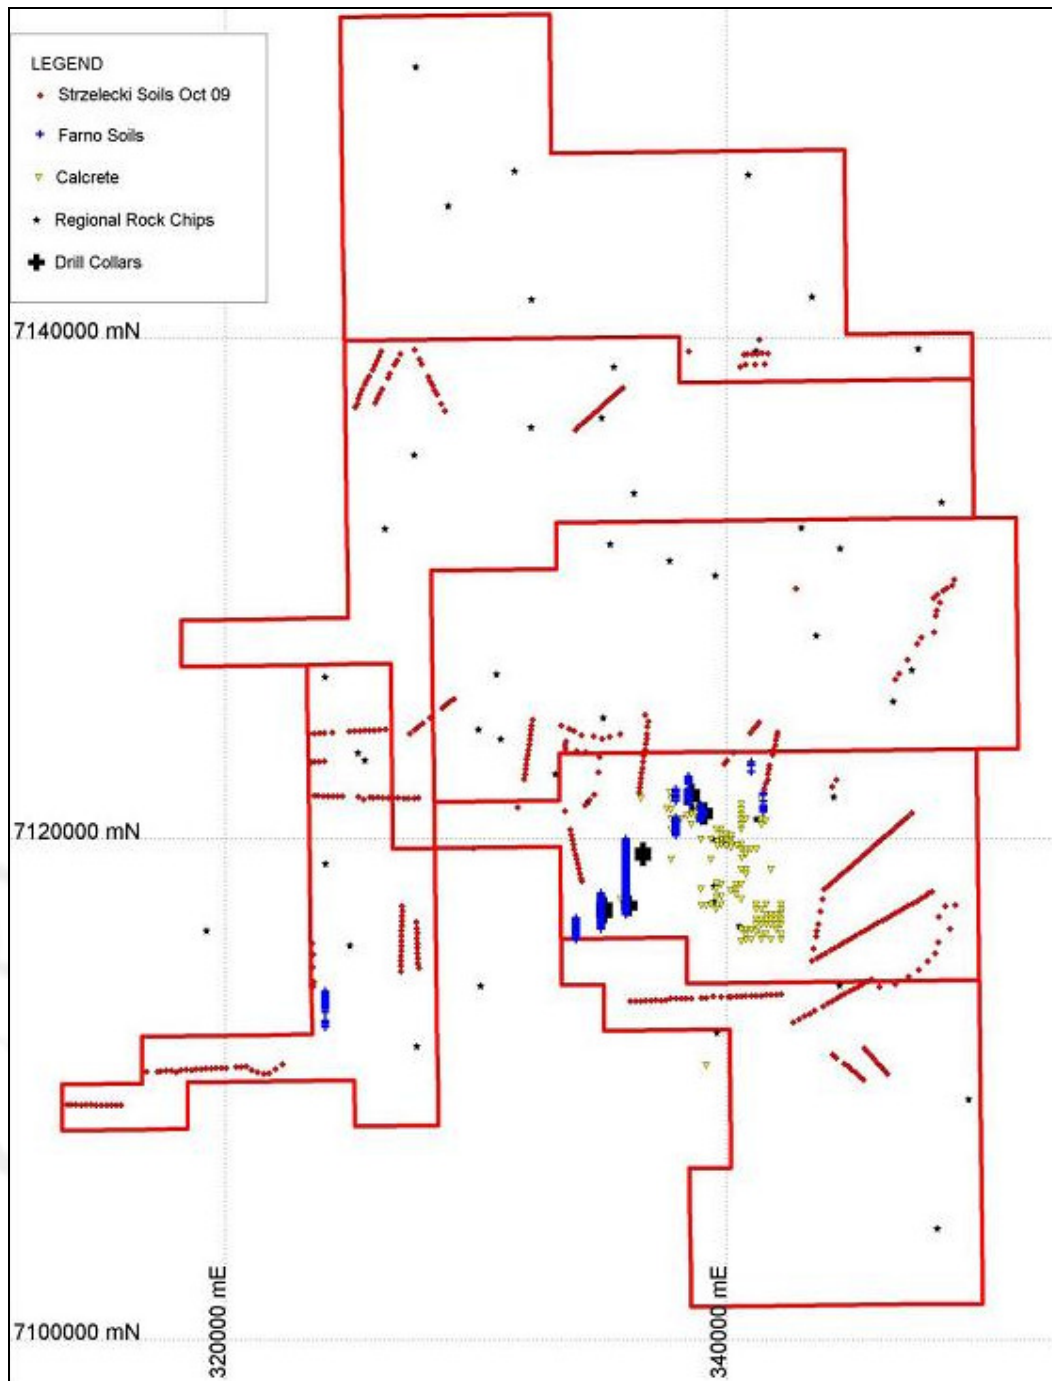 LEGEND
Strzelecki Soils Oct 09
Farno Soils
Calcrete
Regional Rock Chips
Drill Collars
7140000 mN
7120000 mN
7100000 mN
320000 mE
340000 mE